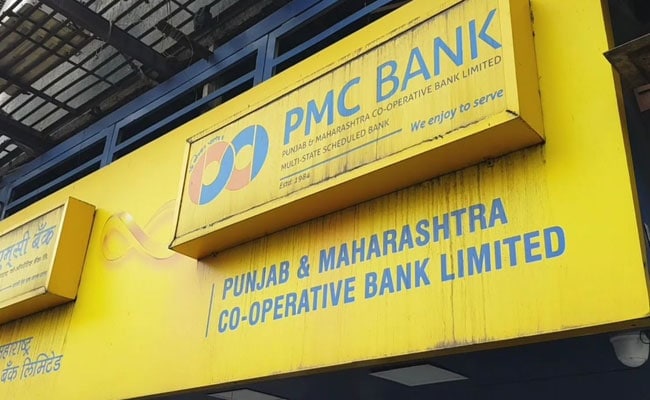 PMC BANK
PUNJAB & MAHARASHTRA CO-OPERATIVE BANK LIMITED
MULTI-STATE SCHEDULED BANK
We enjoy to serve
Estd 1984
PUNJAB & MAHARASHTRA
CO-OPERATIVE BANK LIMITED
बँक
बँक लिमिटेड